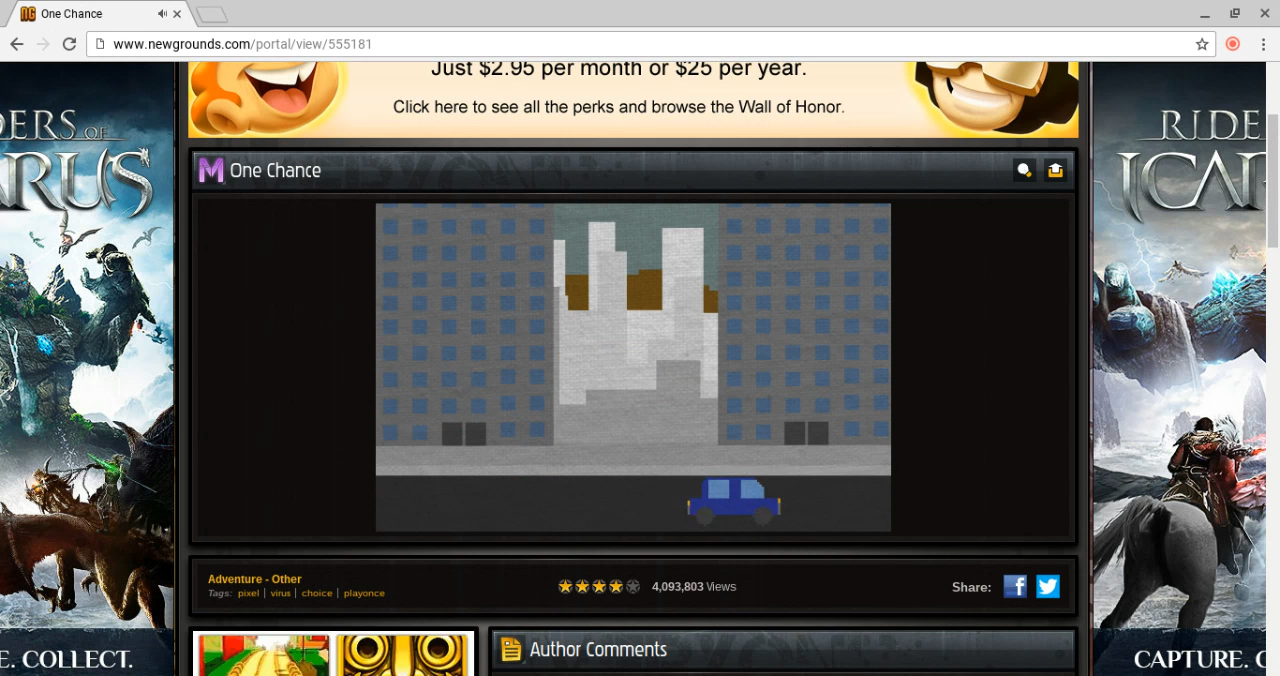 One Chance
www.newgrounds.com/portal/view/555181
Just $2.95 per month or $25 per year.
Click here to see all the perks and browse the Wall of Honor.
DERS OF
ARUS
RIDE
ICA
M One Chance
Adventure - Other
Tags: pixel | virus | choice | playonce
4,093,803 Views
Share:
Author Comments
E. COLLECT.
CAPTURE. C